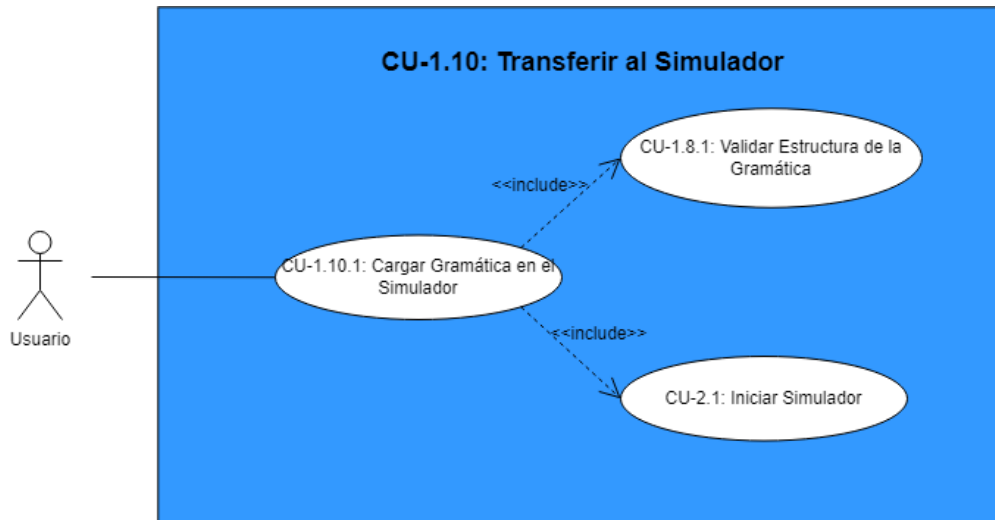 CU-1.10: Transferir al Simulador
CU-1.8.1: Validar Estructura de la
Gramática
<<include>>
CU-1.10.1: Cargar Gramática en el
Simulador
Usuario
<<include>>
CU-2.1: Iniciar Simulador